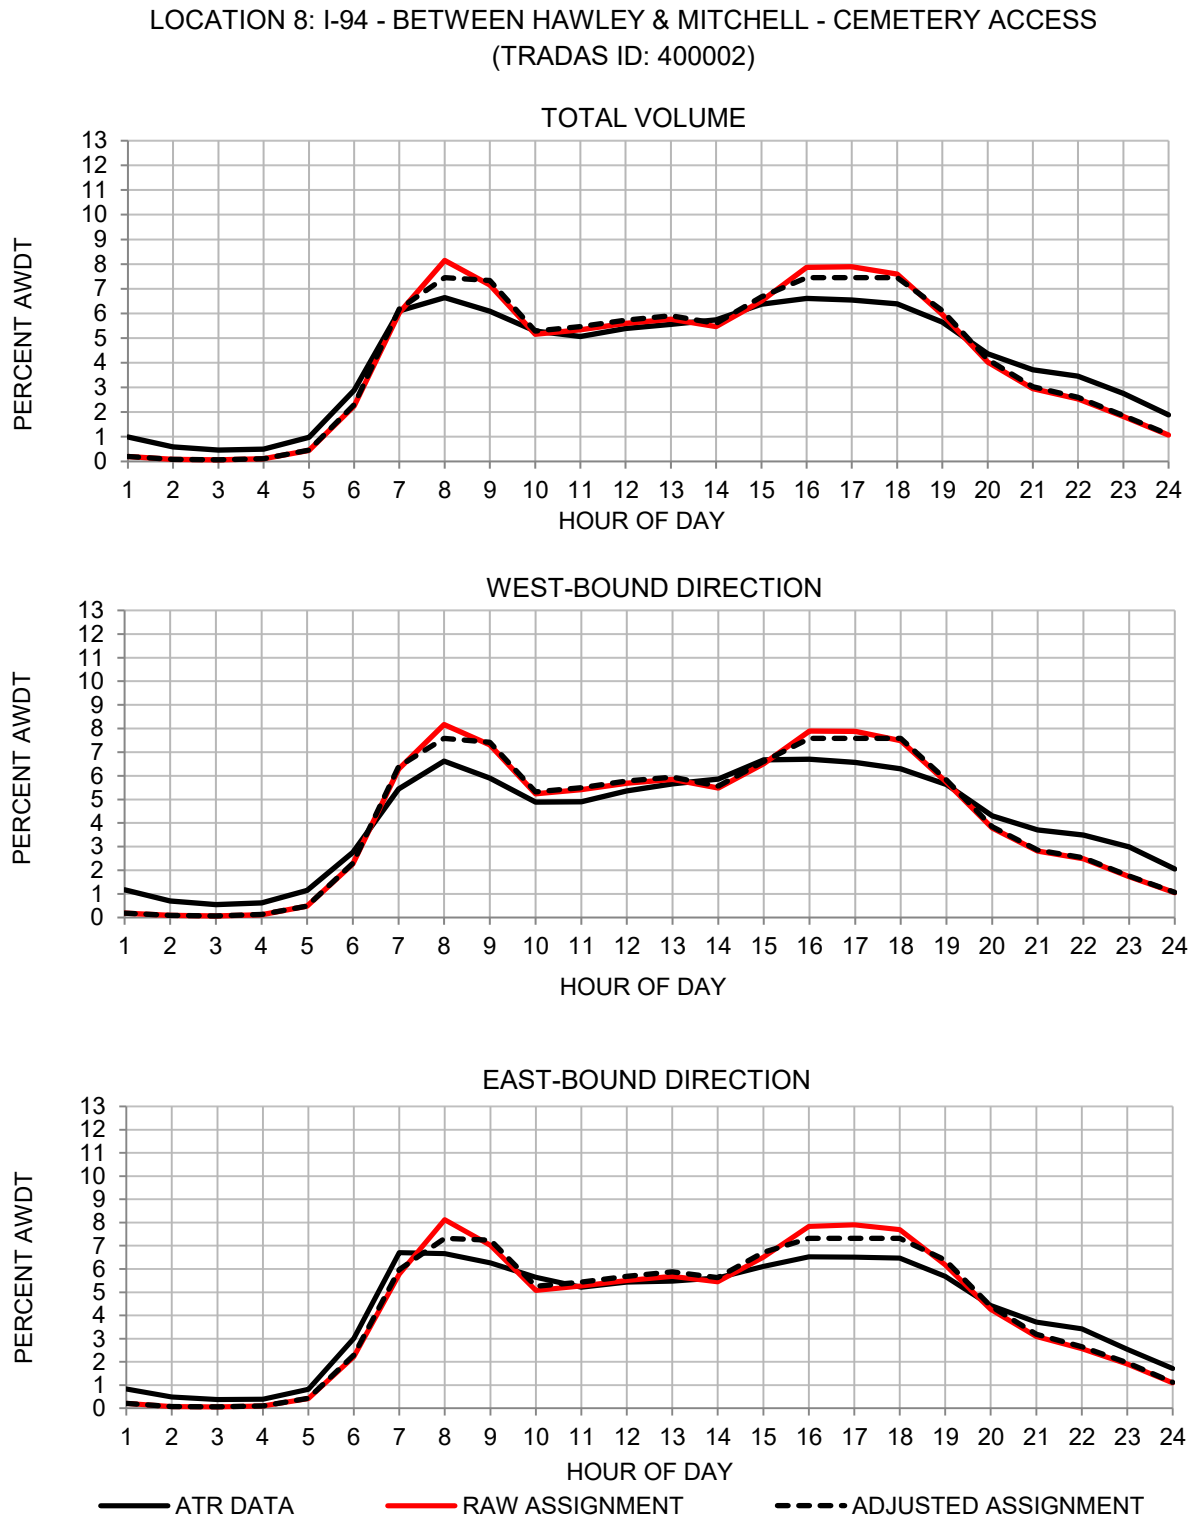 LOCATION 8: I-94 - BETWEEN HAWLEY & MITCHELL - CEMETERY ACCESS
(TRADAS ID: 400002)
TOTAL VOLUME
PERCENT AWDT
13
12
11
10
9
8
7
6
5
4
3
2
1
0
1 2 3 4 5 6 7 8 9 10 11 12 13 14 15 16 17 18 19 20 21 22 23 24
HOUR OF DAY
WEST-BOUND DIRECTION
PERCENT AWDT
13
12
11
10
9
8
7
6
5
4
3
2
1
0
1 2 3 4 5 6 7 8 9 10 11 12 13 14 15 16 17 18 19 20 21 22 23 24
HOUR OF DAY
EAST-BOUND DIRECTION
PERCENT AWDT
13
12
11
10
9
8
7
6
5
4
3
2
1
0
1 2 3 4 5 6 7 8 9 10 11 12 13 14 15 16 17 18 19 20 21 22 23 24
HOUR OF DAY
ATR DATA RAW ASSIGNMENT ADJUSTED ASSIGNMENT